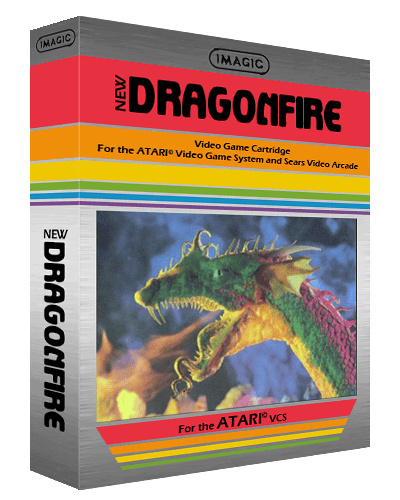 IMAGIC
IMAGIC
NEW
DRAGONFIRE
Video Game Cartridge
For the ATARI® Video Game System and Sears Video Arcade
NEW
DRAGONFIRE
For the ATARI® VCS